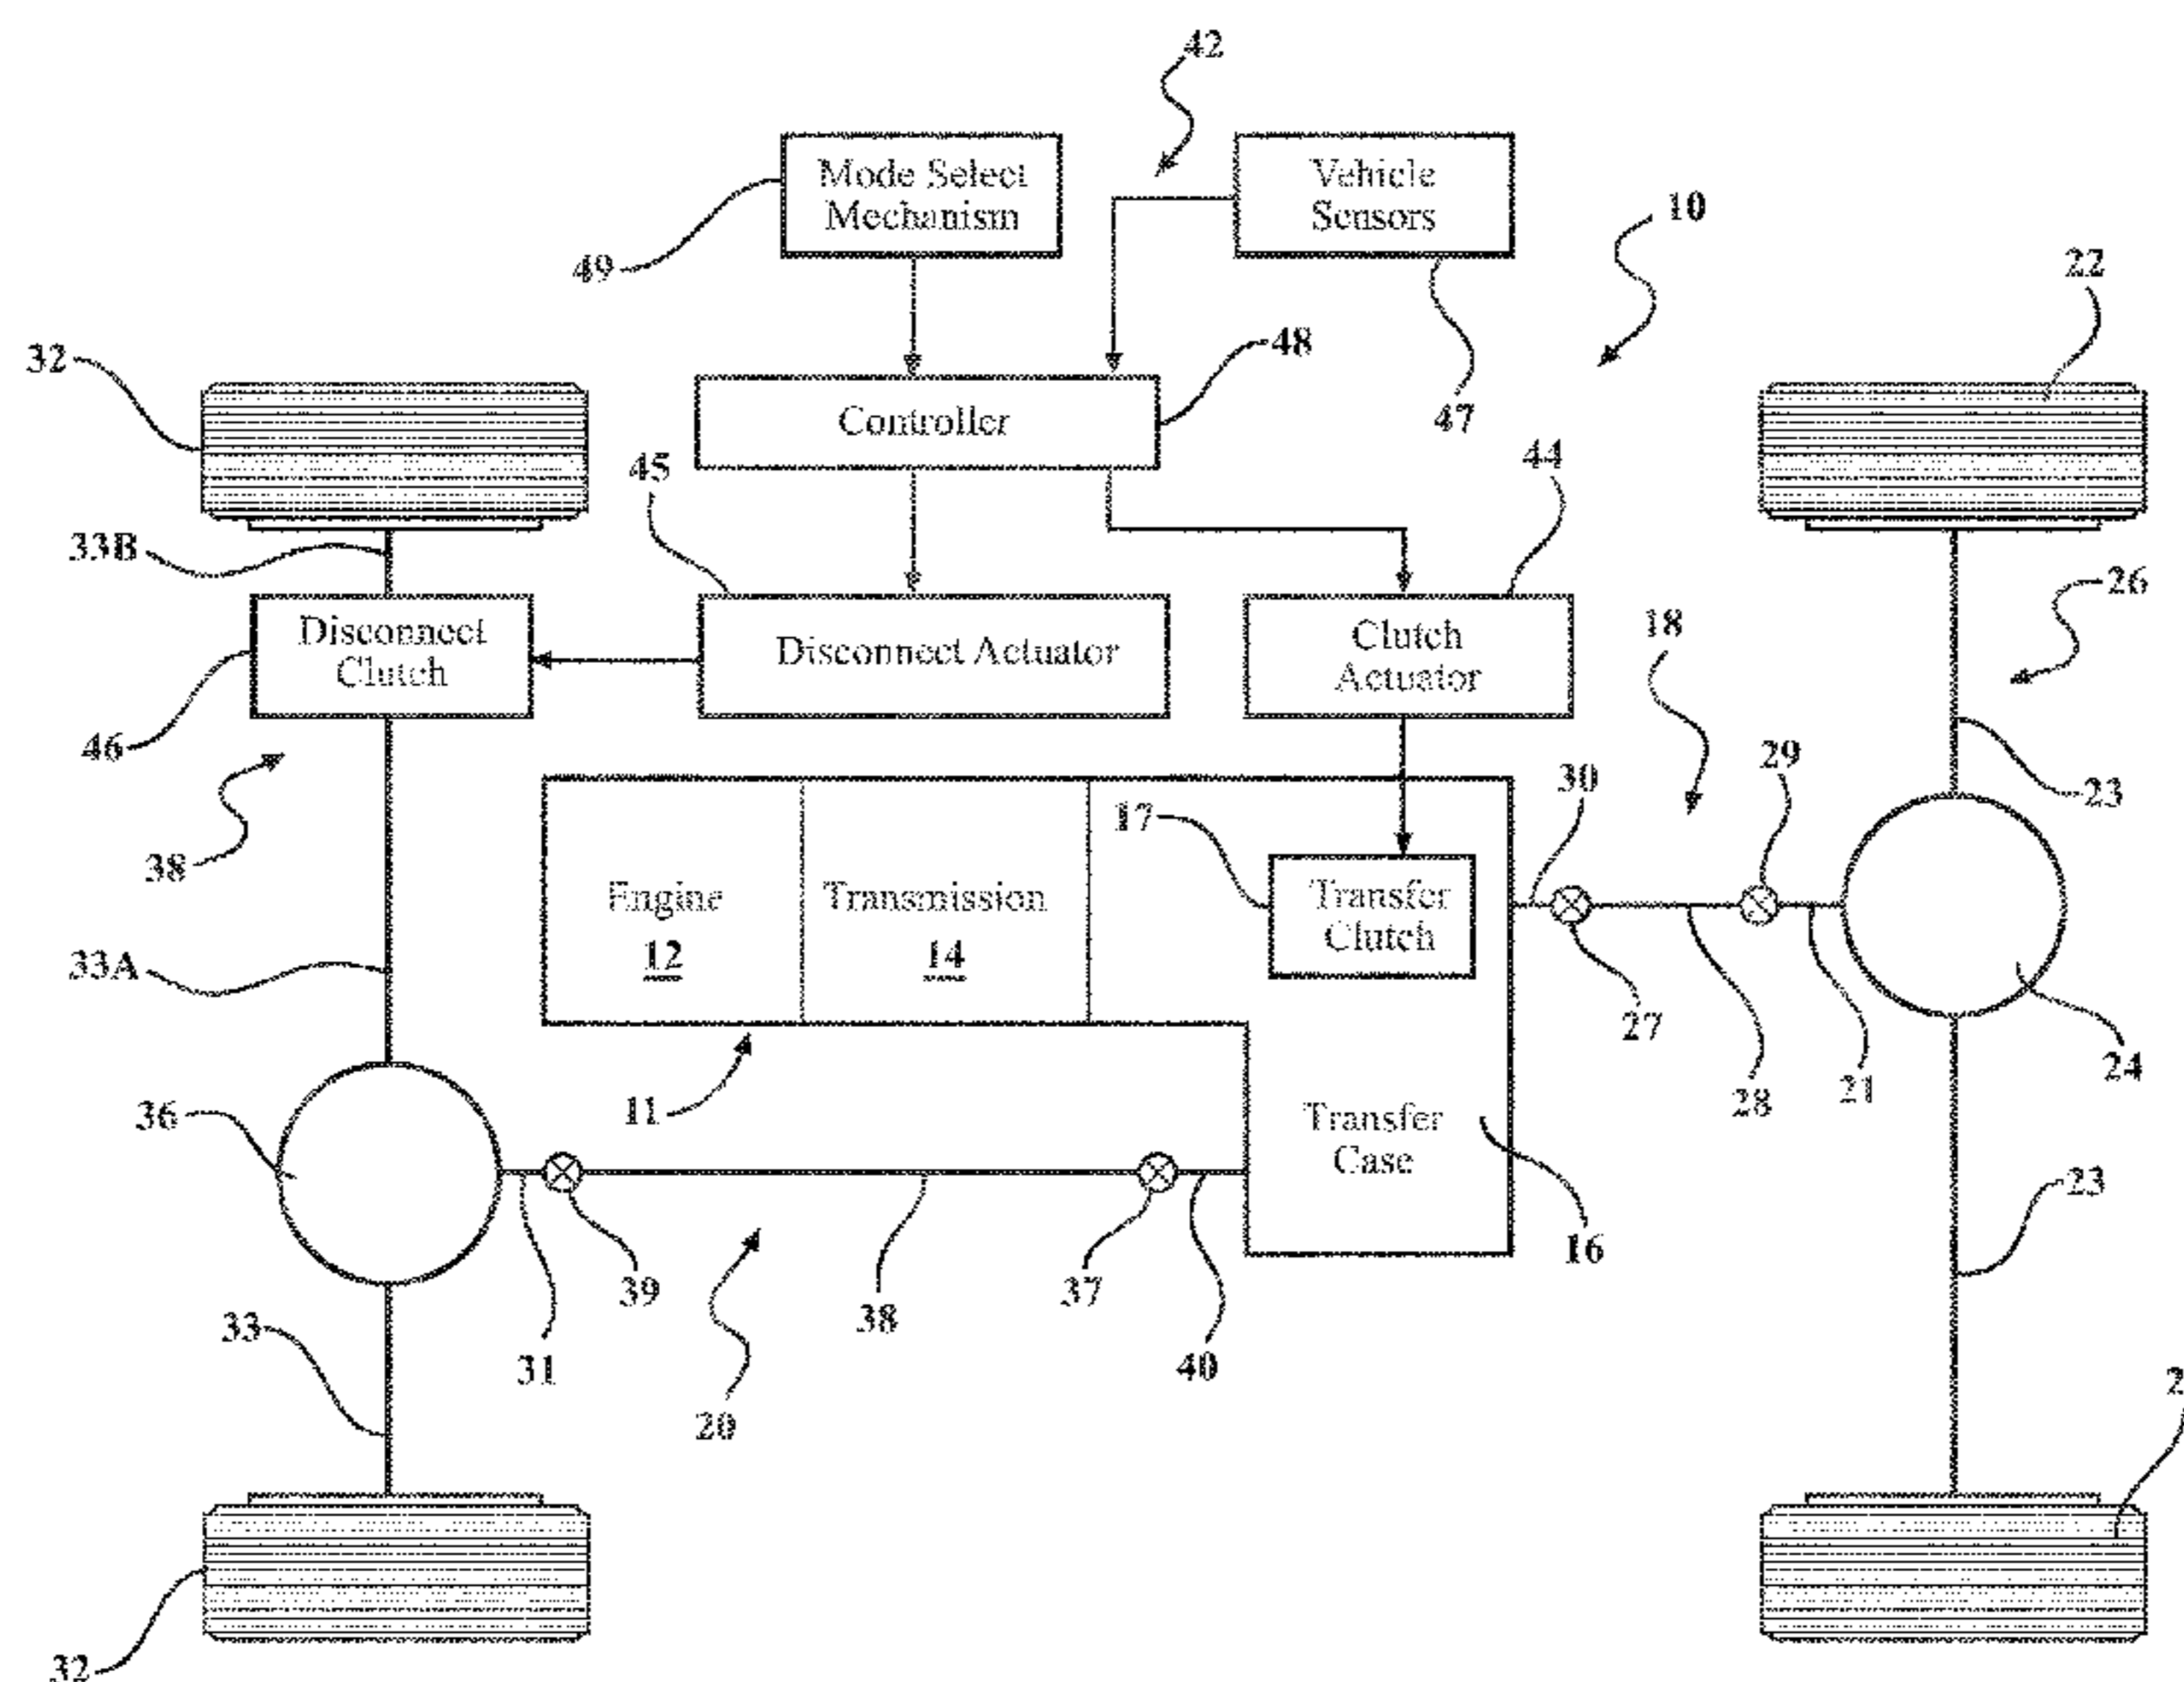 42
Mode Select
Mechanism
Vehicle
Sensors
10
49
22
32
48
47
Controller
45
44
33B
26
Disconnect
Clutch
Disconnect Actuator
Clutch
Actuator
18
46
29
30
23
17
38
Engine
12
Transmission
14
Transfer
Clutch
33A
27
24
28
21
11
36
Transfer
Case
23
16
39
38
37
33
31
40
20
2
32